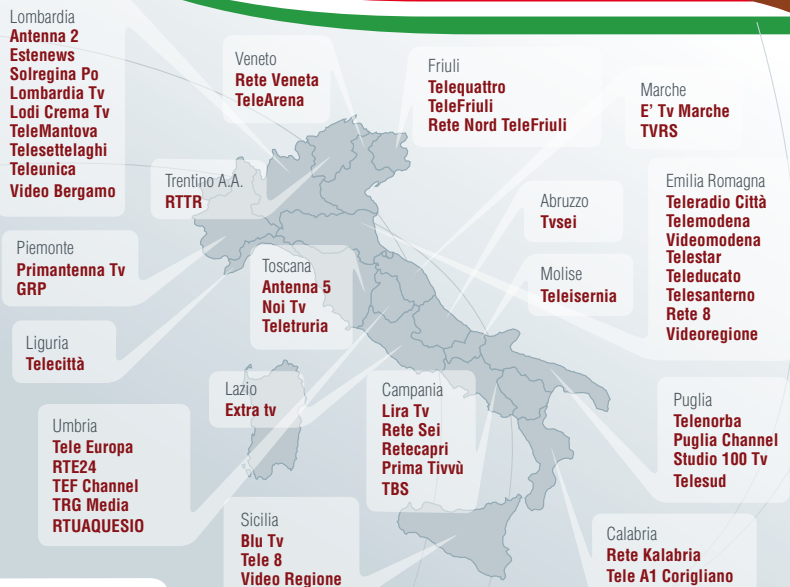 Lombardia
Antenna 2
Estenews
Solregina Po
Lombardia Tv
Lodi Crema Tv
TeleMantova
Telesettelaghi
Teleunica
Video Bergamo
Veneto
Rete Veneta
TeleArena
Friuli
Telequattro
TeleFriuli
Rete Nord TeleFriuli
Marche
E' Tv Marche
TVRS
Trentino A.A.
RTTR
Abruzzo
Tvsei
Emilia Romagna
Teleradio Città
Telemodena
Videomodena
Telestar
Teleducato
Telesanterno
Rete 8
Videoregione
Piemonte
Primantenna Tv
GRP
Toscana
Antenna 5
Noi Tv
Teletruria
Molise
Teleisernia
Liguria
Telecittà
Lazio
Extra tv
Campania
Lira Tv
Rete Sei
Retecapri
Prima Tivvù
TBS
Puglia
Telenorba
Puglia Channel
Studio 100 Tv
Telesud
Umbria
Tele Europa
RTE24
TEF Channel
TRG Media
RTUAQUESIO
Sicilia
Blu Tv
Tele 8
Video Regione
Calabria
Rete Kalabria
Tele A1 Corigliano